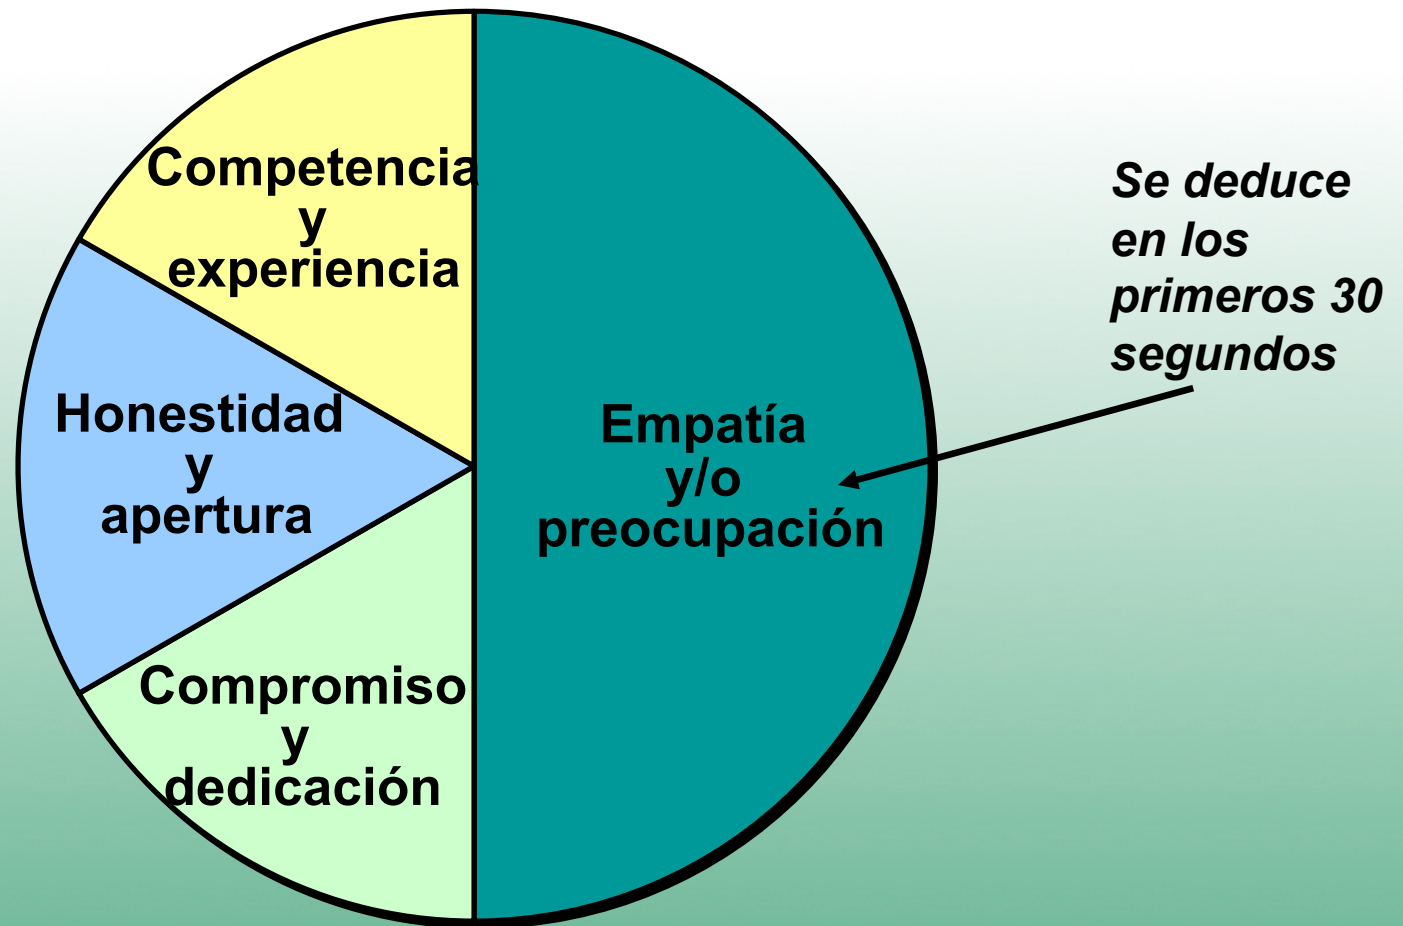 Competencia
y
experiencia
Honestidad
y
apertura
Compromiso
y
dedicación
Empatía
y/o
preocupación
Se deduce
en los
primeros 30
segundos